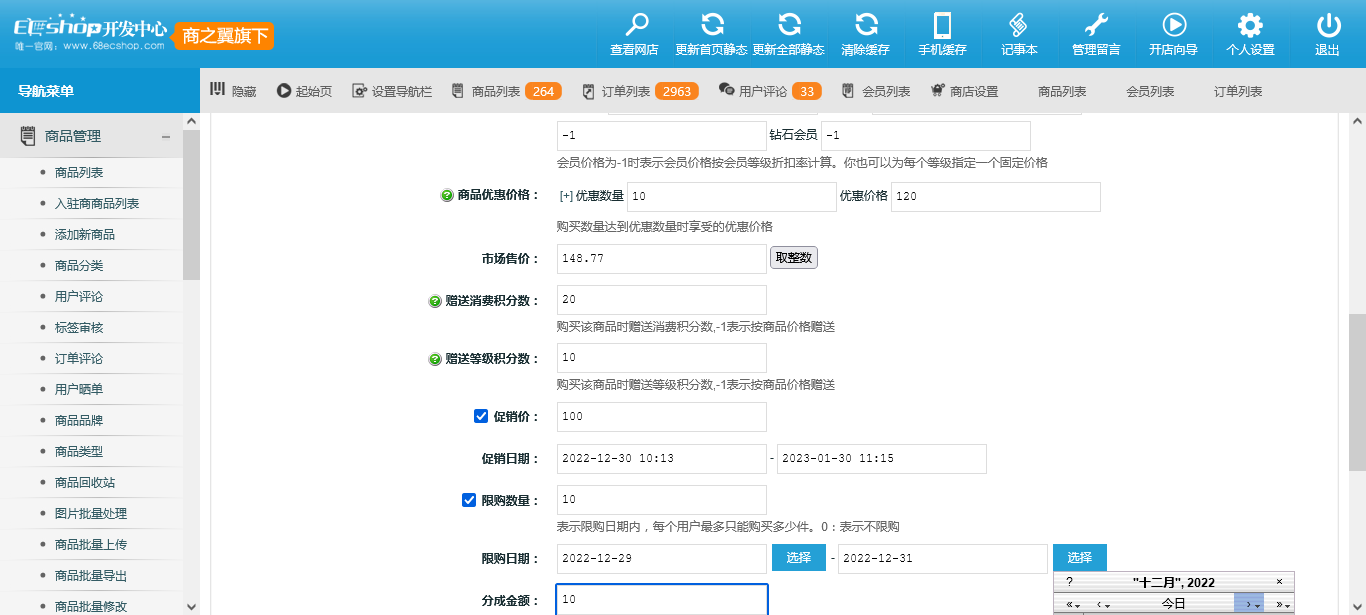 ECshop开发中心
唯一官网：www.68ecshop.com
商之翼旗下
查看网店 更新首页静态 更新全部静态 清除缓存 手机缓存 记事本 管理留言 开店向导 个人设置 退出
导航菜单
隐藏 起始页 设置导航栏 商品列表 264 订单列表 2963 用户评论 33 会员列表 商店设置 商品列表 会员列表 订单列表
商品管理
商品列表
入驻商商品列表
添加新商品
商品分类
用户评论
标签审核
订单评论
用户晒单
商品品牌
商品类型
商品回收站
图片批量处理
商品批量上传
商品批量导出
商品批量修改
-1 钻石会员 -1
会员价格为-1时表示会员价格按会员等级折扣率计算。你也可以为每个等级指定一个固定价格
商品优惠价格： [+] 优惠数量 10 优惠价格 120
购买数量达到优惠数量时享受的优惠价格
市场售价： 148.77 取整数
赠送消费积分数： 20
购买该商品时赠送消费积分数,-1表示按商品价格赠送
赠送等级积分数： 10
购买该商品时赠送等级积分数,-1表示按商品价格赠送
促销价： 100
促销日期： 2022-12-30 10:13 - 2023-01-30 11:15
限购数量： 10
表示限购日期内，每个用户最多只能购买多少件。0：表示不限购
限购日期： 2022-12-29 选择 - 2022-12-31 选择
分成金额： 10
? "十二月", 2022 ×
« ‹ 今日 › »